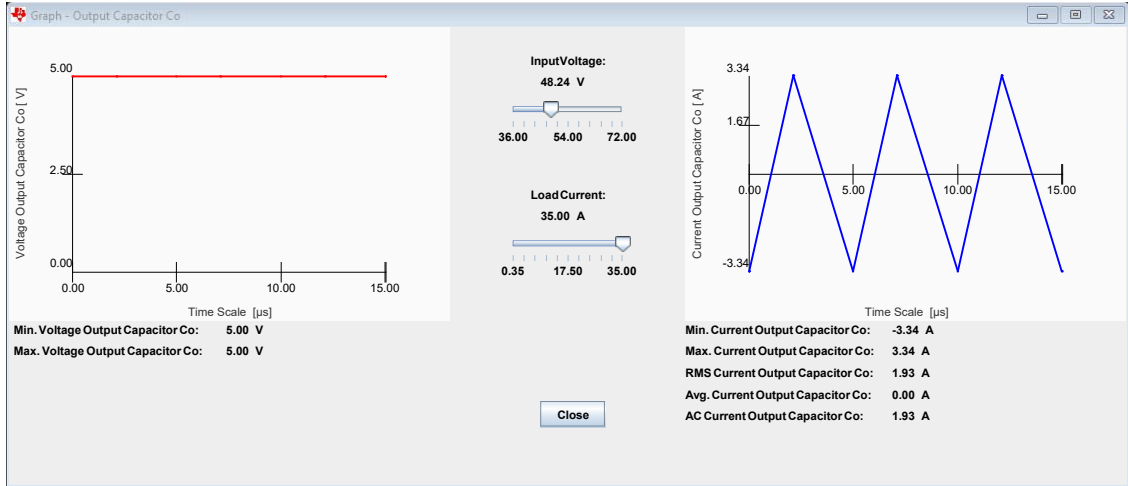 Graph - Output Capacitor Co
5.00
2.50
0.00
0.00 5.00 10.00 15.00
Voltage Output Capacitor Co [ V]
Time Scale [µs]
Min. Voltage Output Capacitor Co: 5.00 V
Max. Voltage Output Capacitor Co: 5.00 V
Input Voltage:
48.24 V
36.00 54.00 72.00
Load Current:
35.00 A
0.35 17.50 35.00
Close
3.34
1.67
-3.34
0.00 5.00 10.00 15.00
Current Output Capacitor Co [ A]
Time Scale [µs]
Min. Current Output Capacitor Co: -3.34 A
Max. Current Output Capacitor Co: 3.34 A
RMS Current Output Capacitor Co: 1.93 A
Avg. Current Output Capacitor Co: 0.00 A
AC Current Output Capacitor Co: 1.93 A